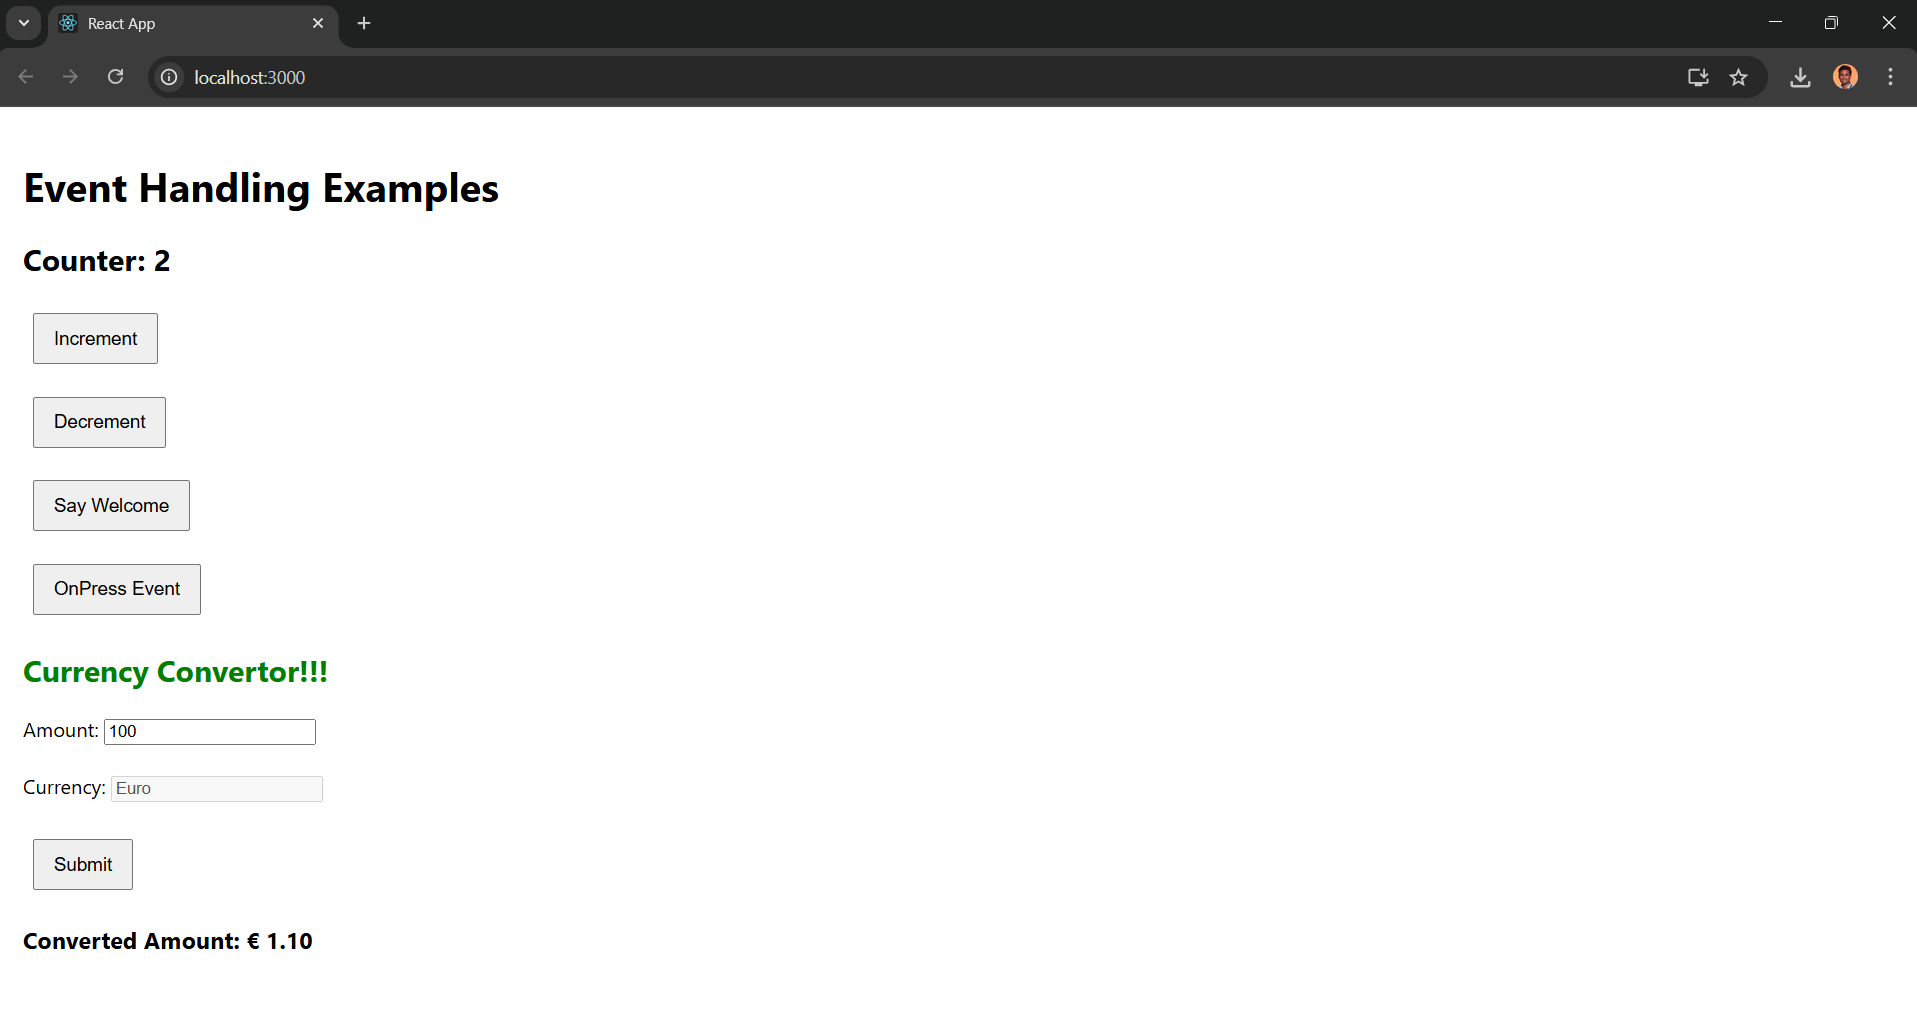 React App
localhost:3000
Event Handling Examples
Counter: 2
Increment
Decrement
Say Welcome
OnPress Event
Currency Convertor!!!
Amount: 100
Currency: Euro
Submit
Converted Amount: € 1.10